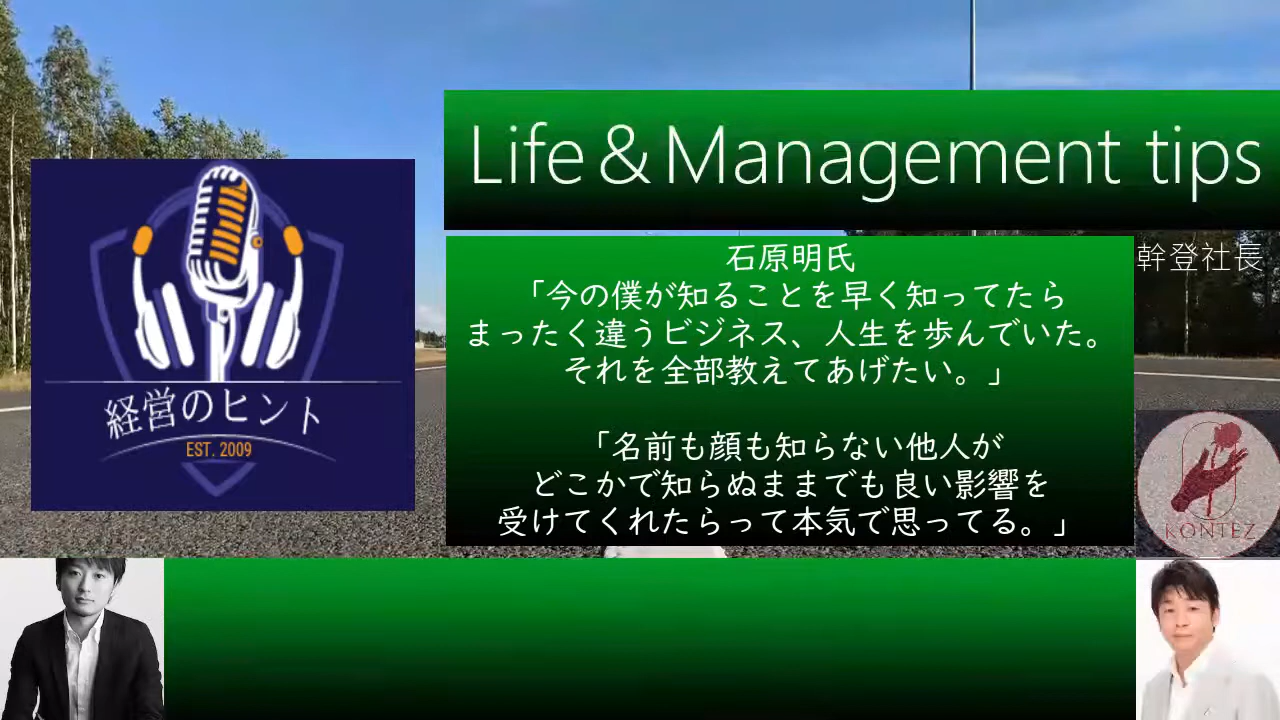 Life＆Management tips
経営のヒント
EST. 2009
石原明氏
「今の僕が知ることを早く知ってたら
まったく違うビジネス、人生を歩んでいた。
それを全部教えてあげたい。」
「名前も顔も知らない他人が
どこかで知らぬままでも良い影響を
受けてくれたらって本気で思ってる。」
幹登社長
KONTEZ